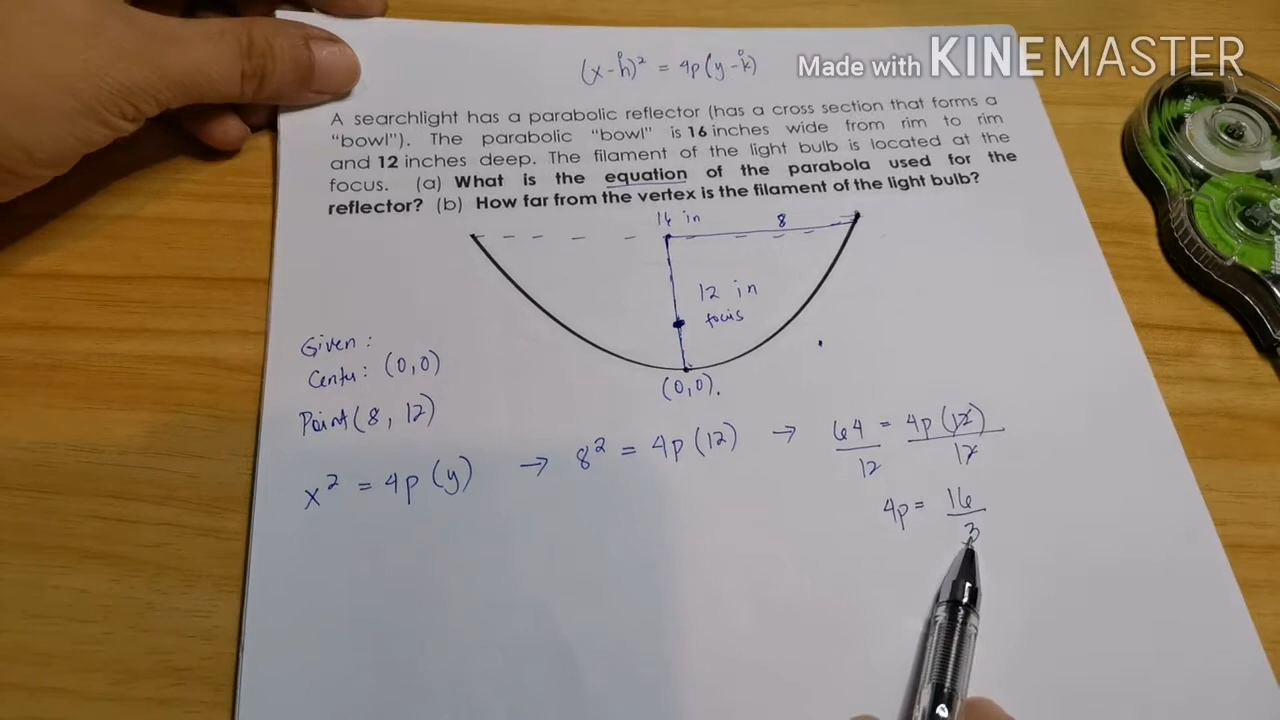 Made with KINEMASTER
(x-h)² = 4p(y-k)
A searchlight has a parabolic reflector (has a cross section that forms a
"bowl"). The parabolic "bowl" is 16 inches wide from rim to rim
and 12 inches deep. The filament of the light bulb is located at the
focus. (a) What is the equation of the parabola used for the
reflector? (b) How far from the vertex is the filament of the light bulb?
16 in
8
12 in
focus
(0,0).
Given:
Center: (0,0)
Point (8, 12)
x² = 4p(y) → 8² = 4p(12) → 64/12 = 4p(12)/12
4p = 16/3